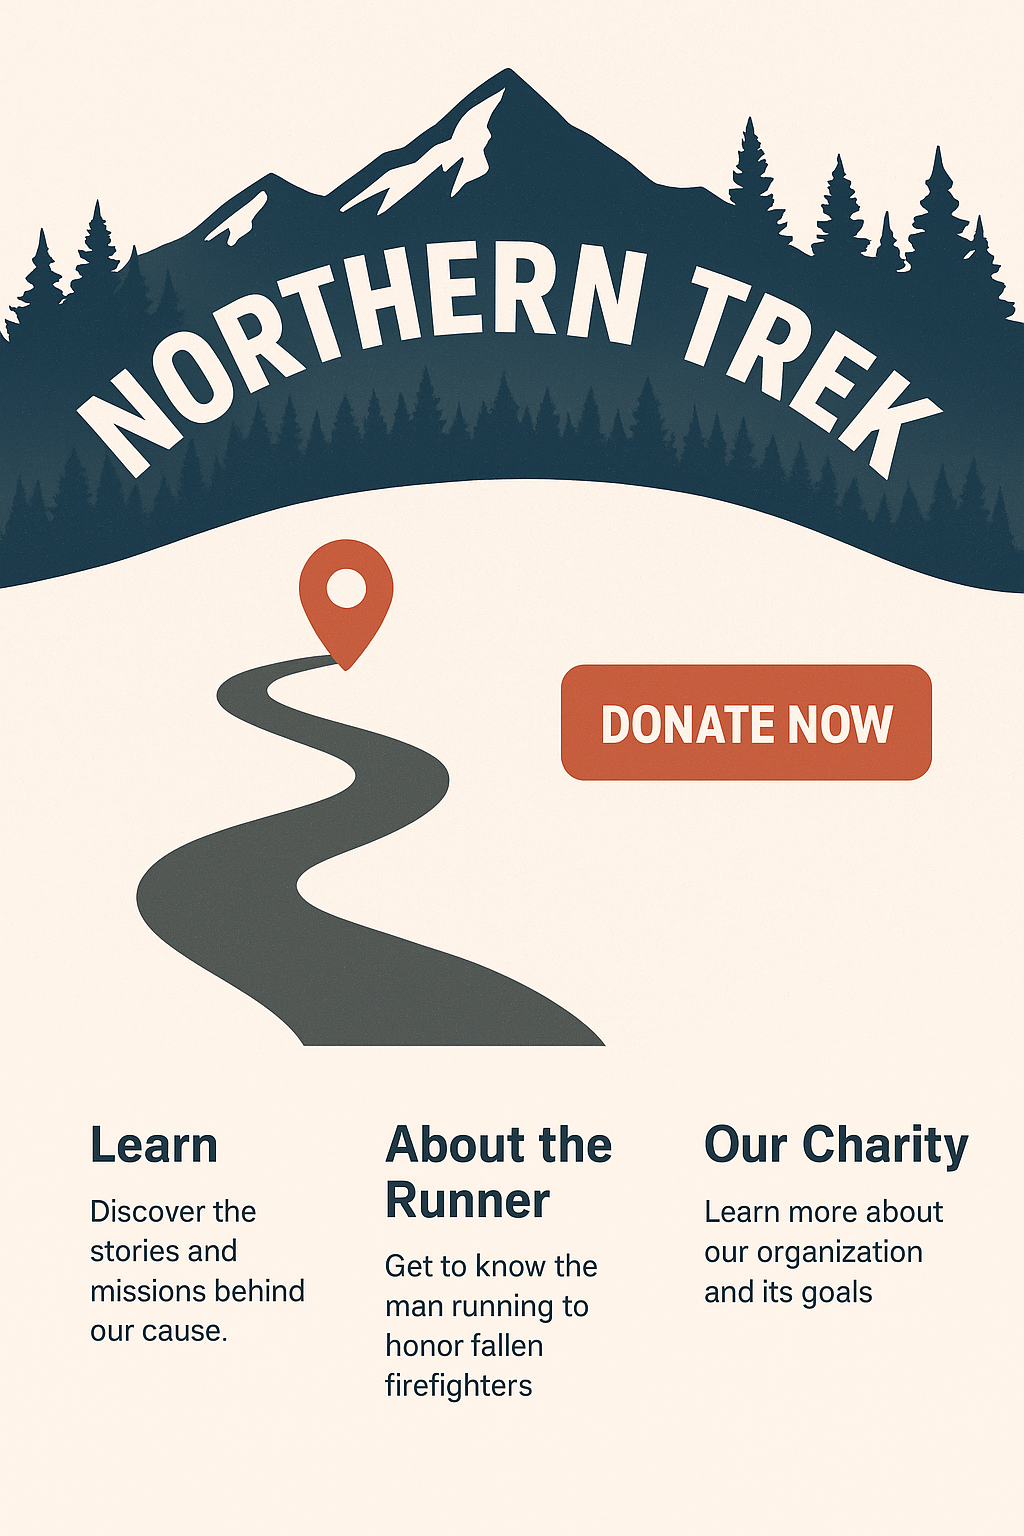 NORTHERN TREK
DONATE NOW
Learn
Discover the
stories and
missions behind
our cause.
About the
Runner
Get to know the
man running to
honor fallen
firefighters
Our Charity
Learn more about
our organization
and its goals